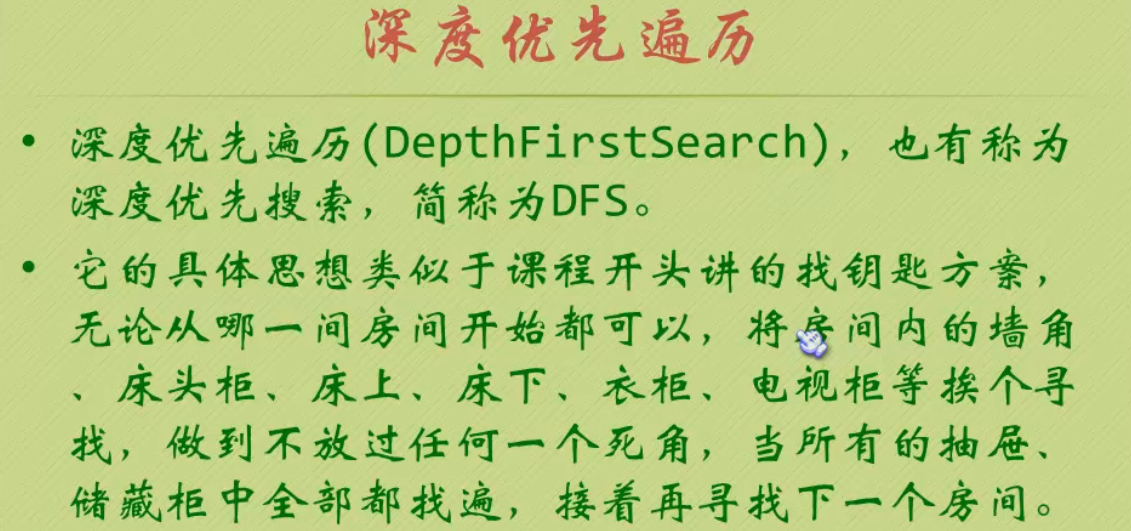 深度优先遍历
• 深度优先遍历(DepthFirstSearch)，也有称为
深度优先搜索，简称为DFS。
• 它的具体思想类似于课程开头讲的找钥匙方案，
无论从哪一间房间开始都可以，将房间内的墙角
、床头柜、床上、床下、衣柜、电视柜等挨个寻
找，做到不放过任何一个死角，当所有的抽屉、
储藏柜中全部都找遍，接着再寻找下一个房间。